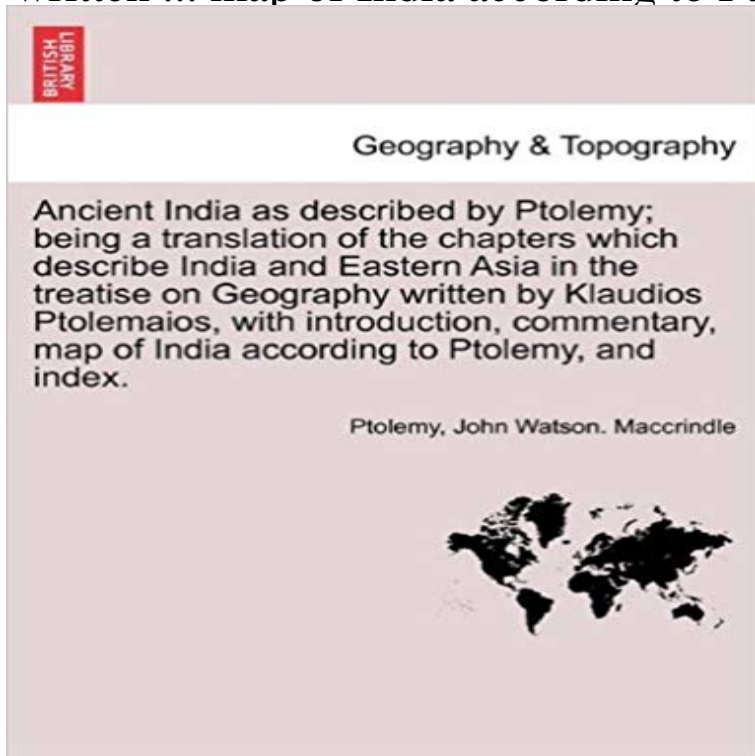 BRITISH
LIBRARY
Geography & Topography
Ancient India as described by Ptolemy;
being a translation of the chapters which
describe India and Eastern Asia in the
treatise on Geography written by Klaudios
Ptolemaios, with introduction, commentary,
map of India according to Ptolemy, and
index.
Ptolemy, John Watson. Maccrindle